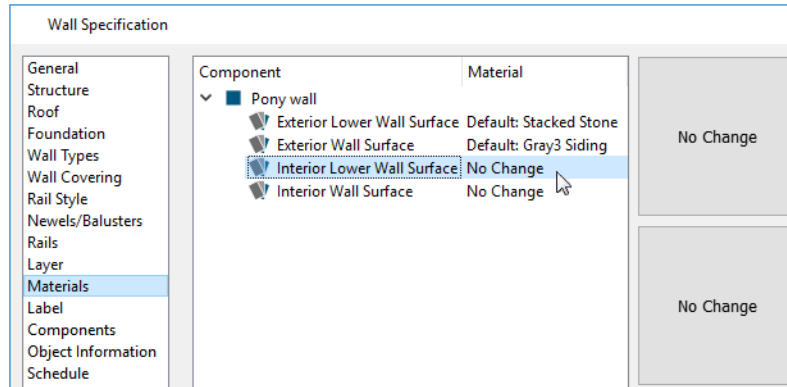 Wall Specification
General
Structure
Roof
Foundation
Wall Types
Wall Covering
Rail Style
Newels/Balusters
Rails
Layer
Materials
Label
Components
Object Information
Schedule
Component Material
Pony wall
Exterior Lower Wall Surface Default: Stacked Stone
Exterior Wall Surface Default: Gray3 Siding
Interior Lower Wall Surface No Change
Interior Wall Surface No Change
No Change
No Change